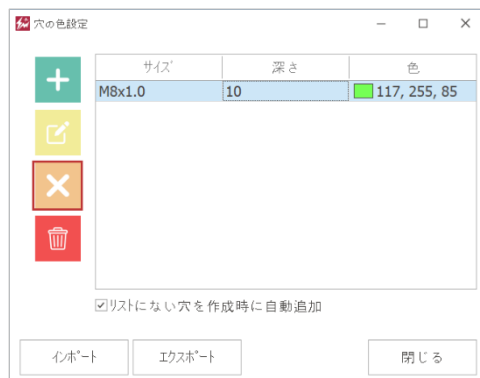 穴の色設定
サイズ 深さ 色
M8x1.0 10 117, 255, 85
リストにない穴を作成時に自動追加
インポート エクスポート 閉じる